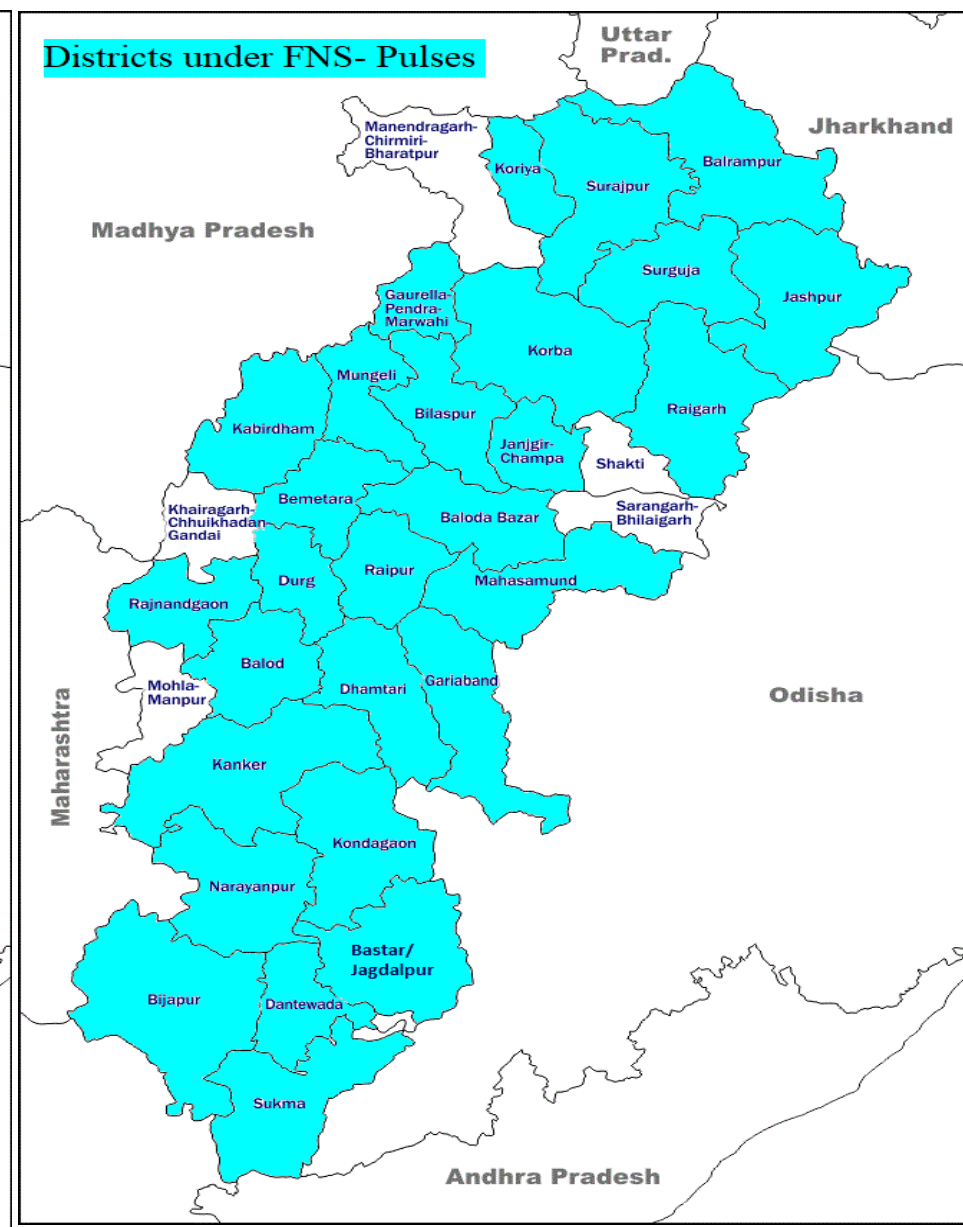 Districts under FNS- Pulses
Uttar
Prad.
Jharkhand
Manendragarh-
Chirmiri-
Bharatpur
Koriya
Surajpur
Balrampur
Madhya Pradesh
Surguja
Jashpur
Gaurella-
Pendra-
Marwahi
Korba
Mungeli
Bilaspur
Raigarh
Kabirdham
Janjgir-
Champa
Shakti
Khairagarh-
Chhuikhadan
Gandai
Bemetara
Baloda Bazar
Sarangarh-
Bhilaigarh
Rajnandgaon
Durg
Raipur
Mahasamund
Balod
Mohla-
Manpur
Dhamtari
Gariaband
Odisha
Maharashtra
Kanker
Kondagaon
Narayanpur
Bastar/
Jagdalpur
Bijapur
Dantewada
Sukma
Andhra Pradesh